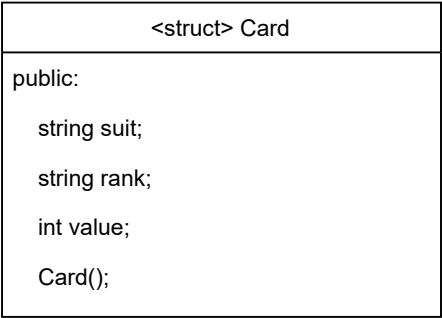 <struct> Card
public:
string suit;
string rank;
int value;
Card();